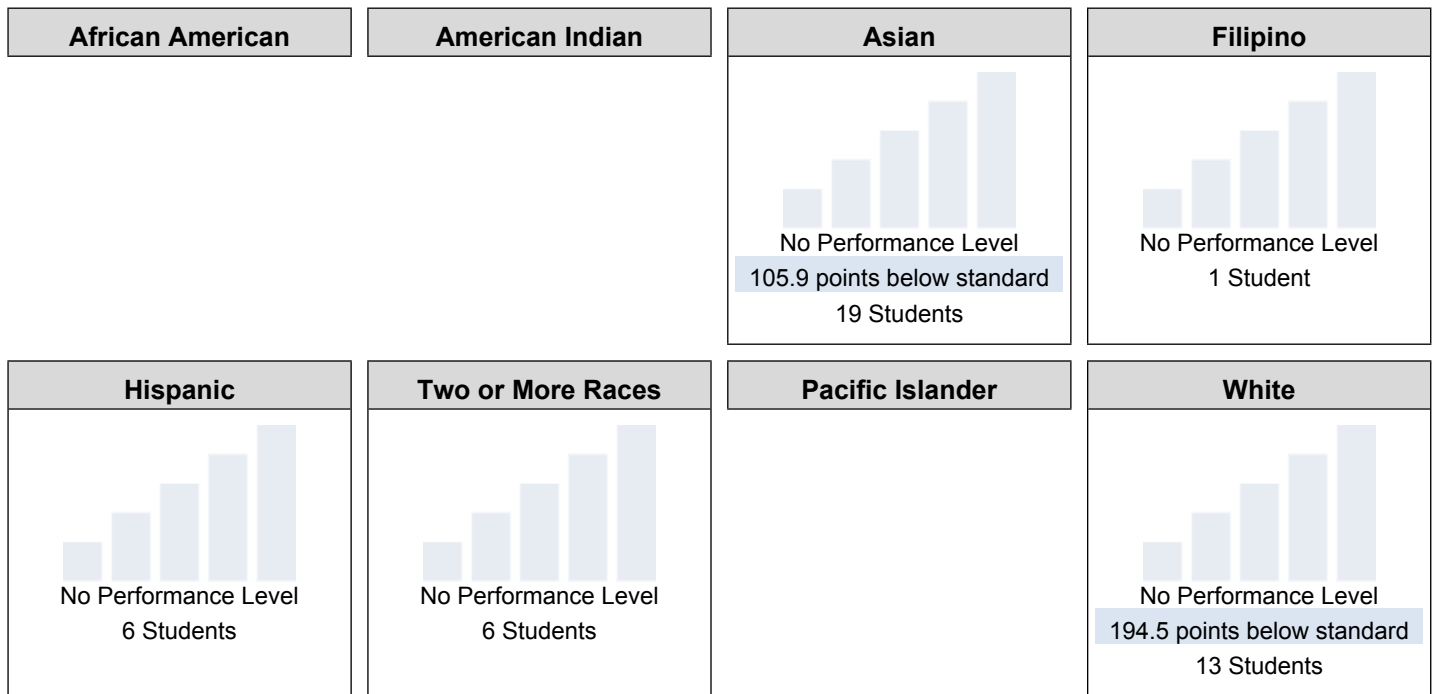 African American
American Indian
Asian
Filipino
No Performance Level
105.9 points below standard
19 Students
No Performance Level
1 Student
Hispanic
Two or More Races
Pacific Islander
White
No Performance Level
6 Students
No Performance Level
6 Students
No Performance Level
194.5 points below standard
13 Students